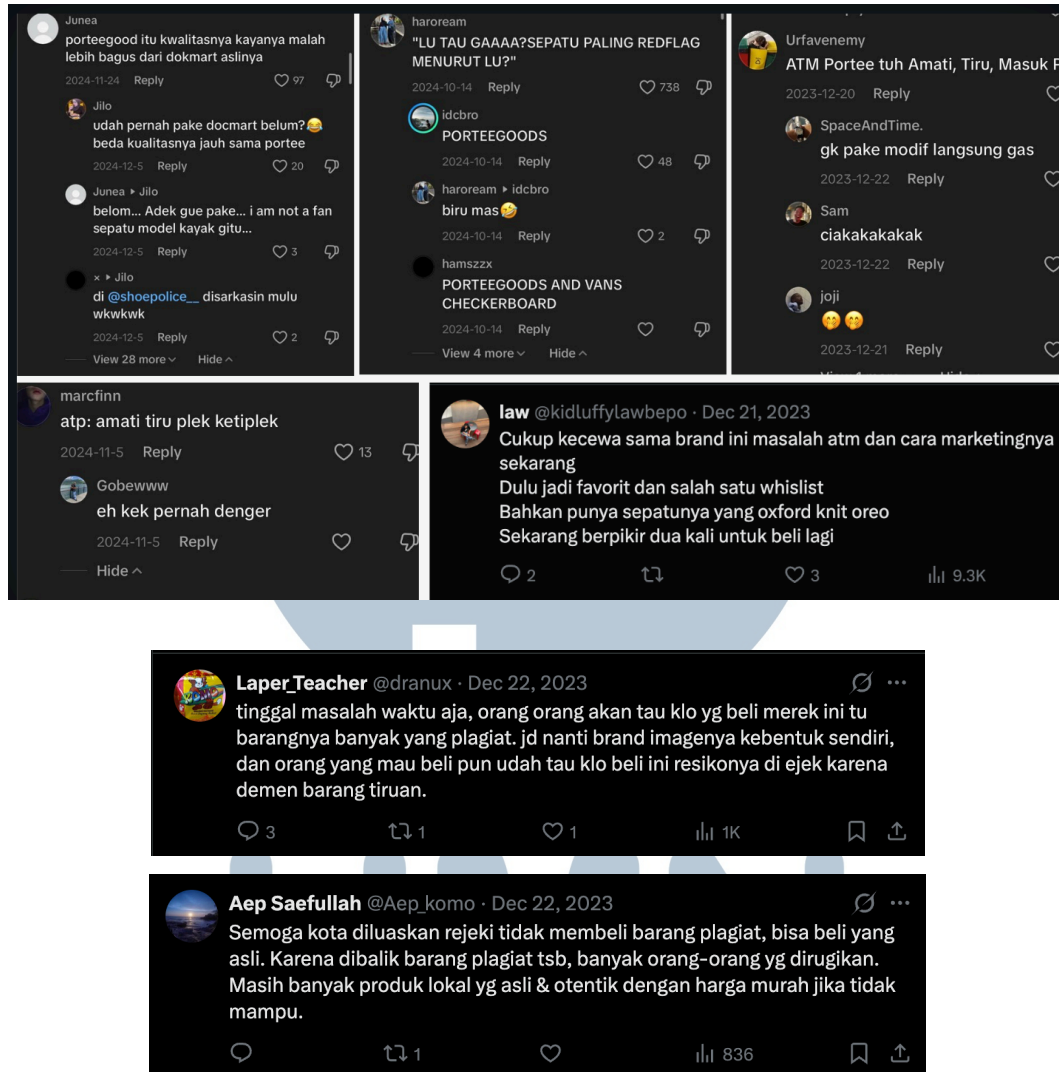 Junea
porteegood itu kwalitasnya kayanya malah
lebih bagus dari dokmart aslinya
2024-11-24 Reply 97
Jilo
udah pernah pake docmart belum?😂
beda kualitasnya jauh sama portee
2024-12-5 Reply 20
Junea ▸ Jilo
belom... Adek gue pake... i am not a fan
sepatu model kayak gitu...
2024-12-5 Reply 3
× ▸ Jilo
di @shoepolice__ disarkasin mulu
wkwkwk
2024-12-5 Reply 2
View 28 more Hide
haroream
"LU TAU GAAAA?SEPATU PALING REDFLAG
MENURUT LU?"
2024-10-14 Reply 738
idcbro
PORTEEGOODS
2024-10-14 Reply 48
haroream ▸ idcbro
biru mas🤣
2024-10-14 Reply 2
hamszzx
PORTEEGOODS AND VANS
CHECKERBOARD
2024-10-14 Reply
View 4 more Hide
Urfavenemy
ATM Portee tuh Amati, Tiru, Masuk
2023-12-20 Reply
SpaceAndTime.
gk pake modif langsung gas
2023-12-22 Reply
Sam
ciakakakakak
2023-12-22 Reply
joji
🤭🤭
2023-12-21 Reply
marcfinn
atp: amati tiru plek ketiplek
2024-11-5 Reply 13
Gobewww
eh kek pernah denger
2024-11-5 Reply
Hide
law @kidluffylawbepo · Dec 21, 2023
Cukup kecewa sama brand ini masalah atm dan cara marketingnya
sekarang
Dulu jadi favorit dan salah satu whislist
Bahkan punya sepatunya yang oxford knit oreo
Sekarang berpikir dua kali untuk beli lagi
2 3 9.3K
Laper_Teacher @dranux · Dec 22, 2023
tinggal masalah waktu aja, orang orang akan tau klo yg beli merek ini tu
barangnya banyak yang plagiat. jd nanti brand imagenya kebentuk sendiri,
dan orang yang mau beli pun udah tau klo beli ini resikonya di ejek karena
demen barang tiruan.
3 1 1 1K
Aep Saefullah @Aep_komo · Dec 22, 2023
Semoga kota diluaskan rejeki tidak membeli barang plagiat, bisa beli yang
asli. Karena dibalik barang plagiat tsb, banyak orang-orang yg dirugikan.
Masih banyak produk lokal yg asli & otentik dengan harga murah jika tidak
mampu.
1 836